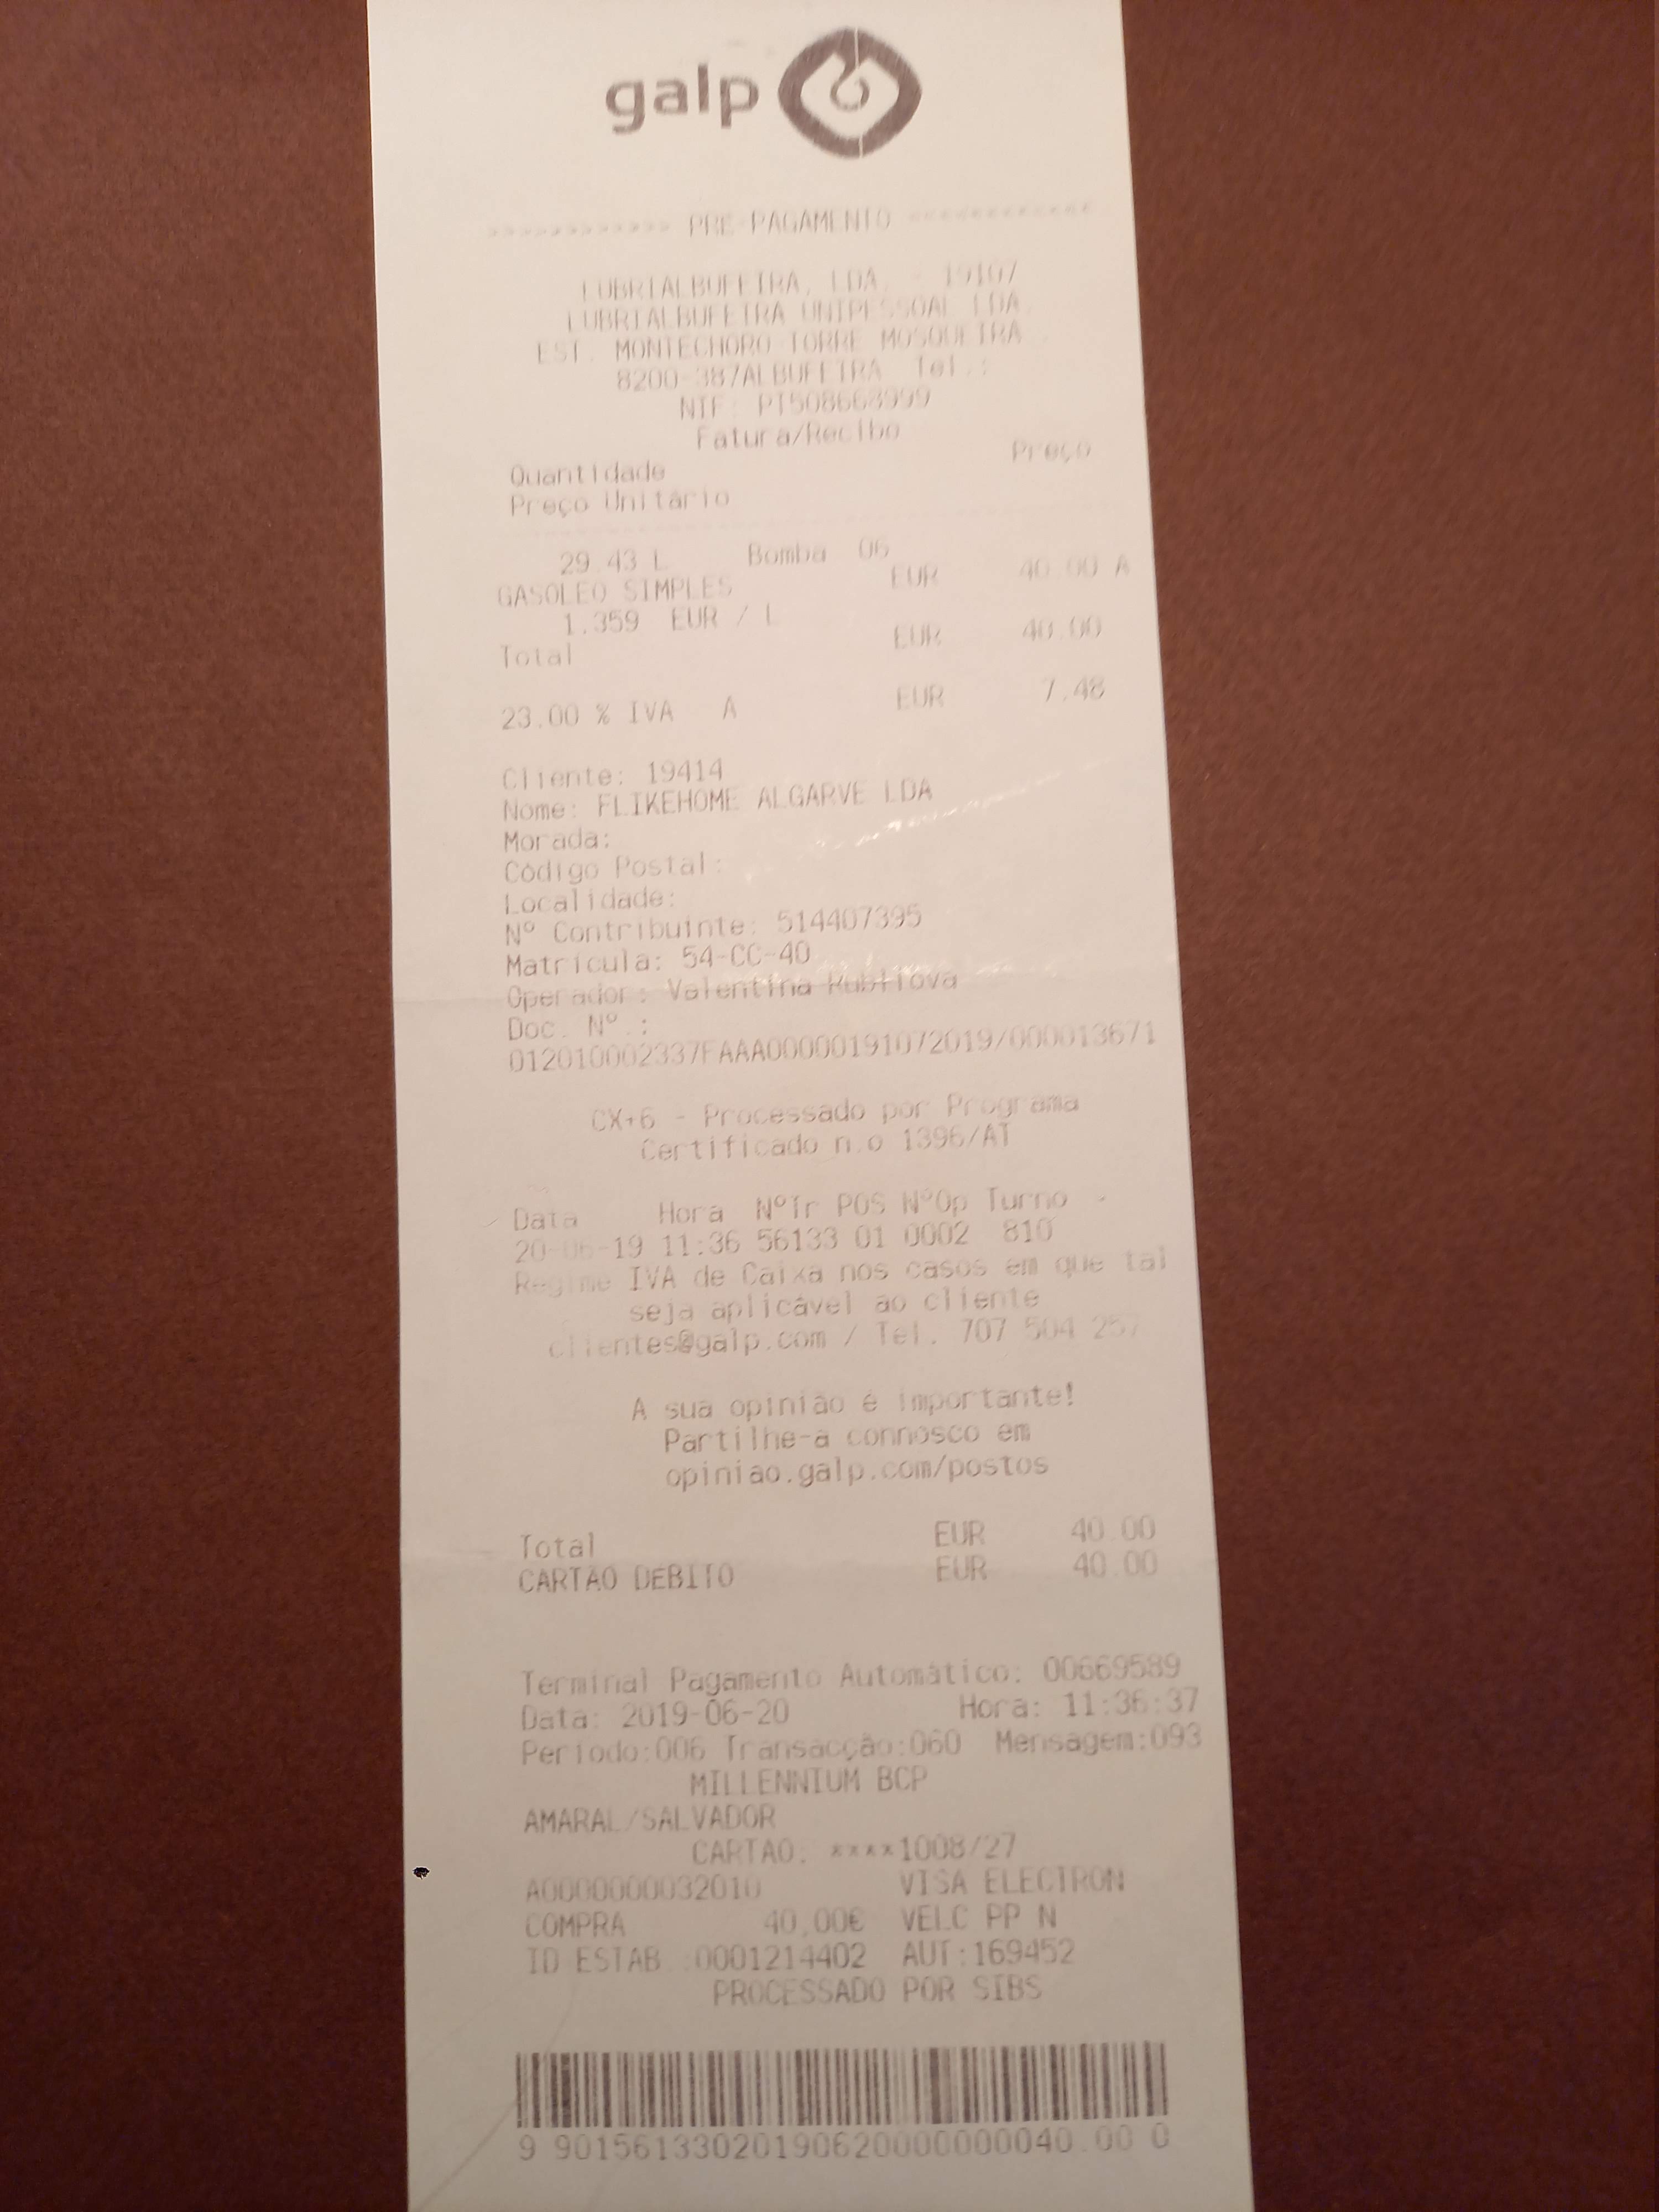 galp
>>>>>>>>>>>> PRE-PAGAMENTO <<<<<<<<<<<<
LUBRIALBUFEIRA, LDA. - 19107
LUBRIALBUFEIRA UNIPESSOAL LDA.
EST. MONTECHORO TORRE MOSQUEIRA
8200-387ALBUFEIRA Tel.:
NIF: PT508668999
Fatura/Recibo
Quantidade Preço
Preço Unitário
29.43 L Bomba 06
GASOLEO SIMPLES EUR 40.00 A
1.359 EUR / L
Total EUR 40.00
23.00 % IVA A EUR 7.48
Cliente: 19414
Nome: FLIKEHOME ALGARVE LDA
Morada:
Código Postal:
Localidade:
Nº Contribuinte: 514407395
Matrícula: 54-CC-40
Operador: Valentina
Doc. Nº.:
012010002337FAAA00000191072019/000013671
CX+6 - Processado por Programa
Certificado n.o 1396/AT
Data Hora NºTr POS NºOp Turno
20-06-19 11:36 56133 01 0002 810
Regime IVA de Caixa nos casos em que tal
seja aplicável ao cliente
clientes@galp.com / Tel. 707 504 257
A sua opinião é importante!
Partilhe-a connosco em
opiniao.galp.com/postos
Total EUR 40.00
CARTAO DEBITO EUR 40.00
Terminal Pagamento Automático: 00669589
Data: 2019-06-20 Hora: 11:36:37
Período:006 Transacção:060 Mensagem:093
MILLENNIUM BCP
AMARAL/SALVADOR
CARTAO: ****1008/27
A0000000032010 VISA ELECTRON
COMPRA 40,00€ VELC PP N
ID ESTAB.:0001214402 AUT:169452
PROCESSADO POR SIBS
9 9015613302019062000000000040.00 0